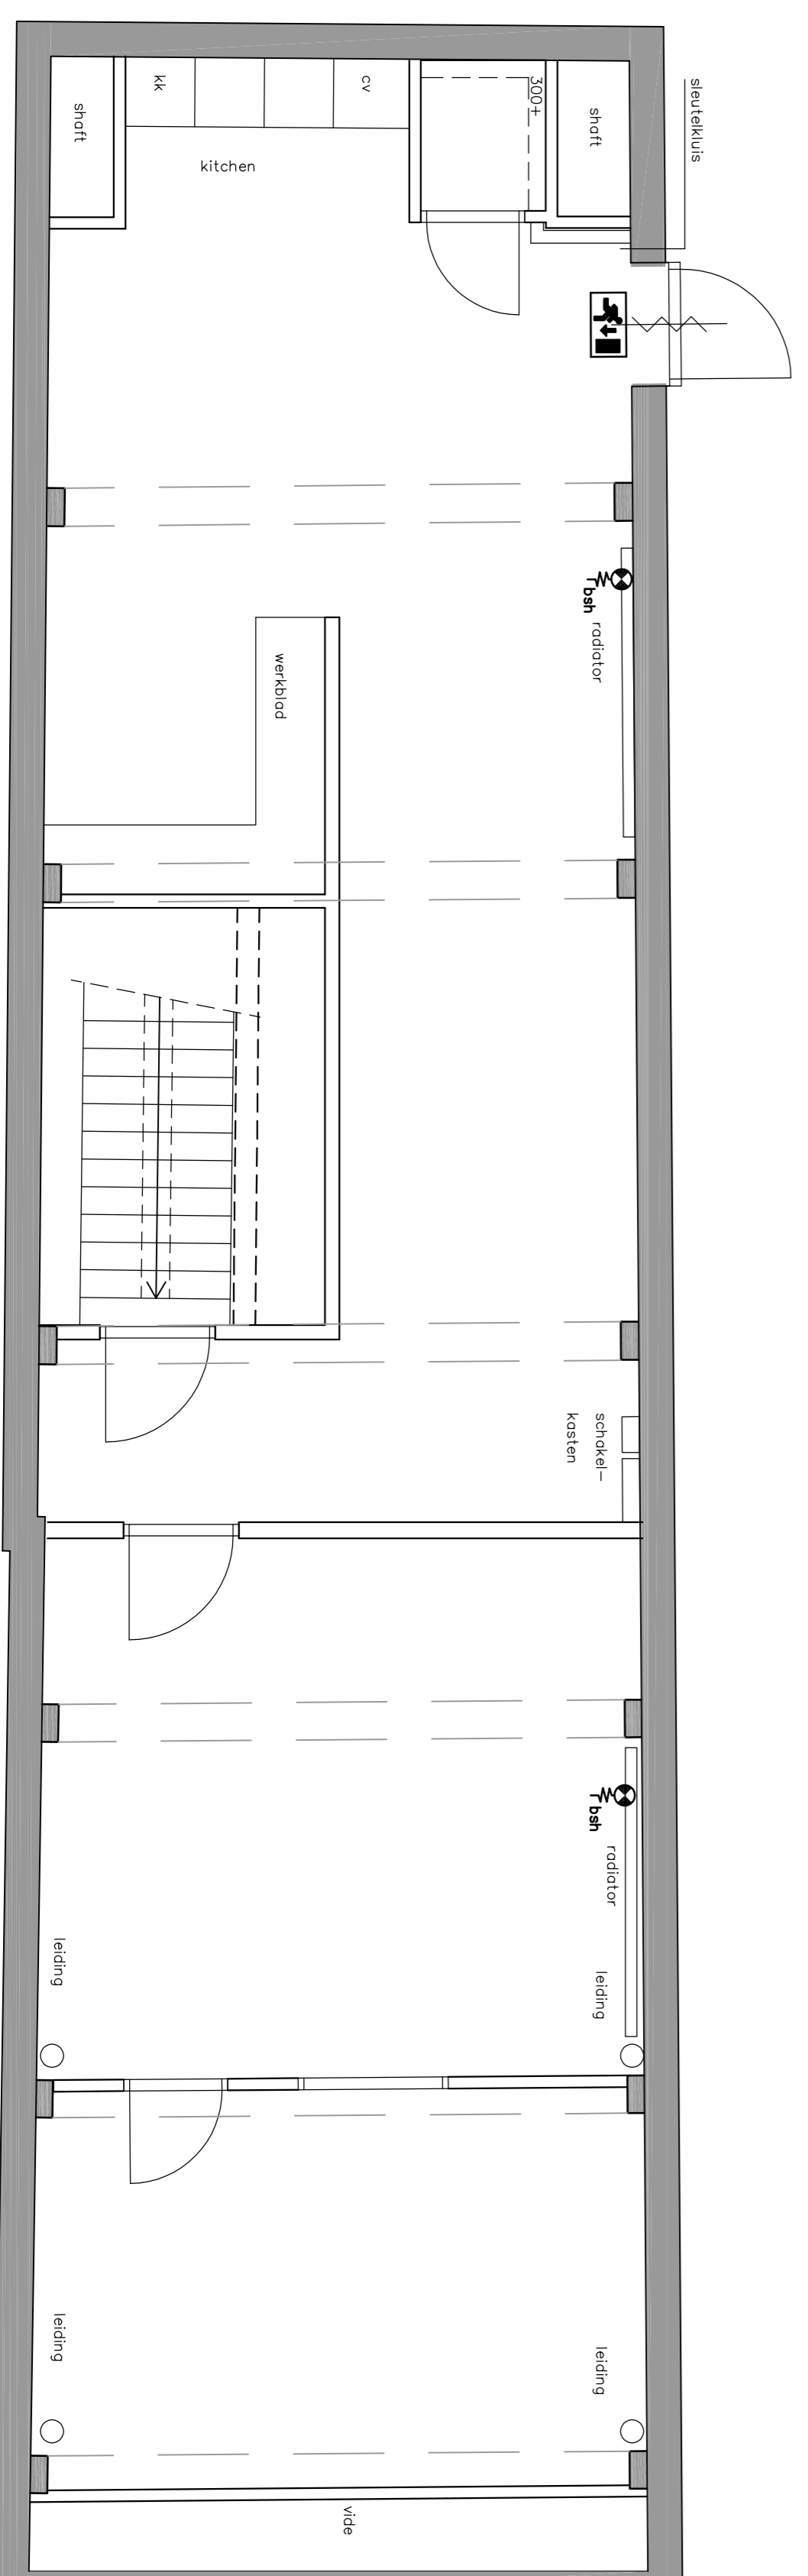 sleutelkluis
kk
cv
300+
shaft
shaft
kitchen
bsh
radiator
werkblad
schakel–
kasten
bsh
radiator
leiding
leiding
leiding
leiding
vide